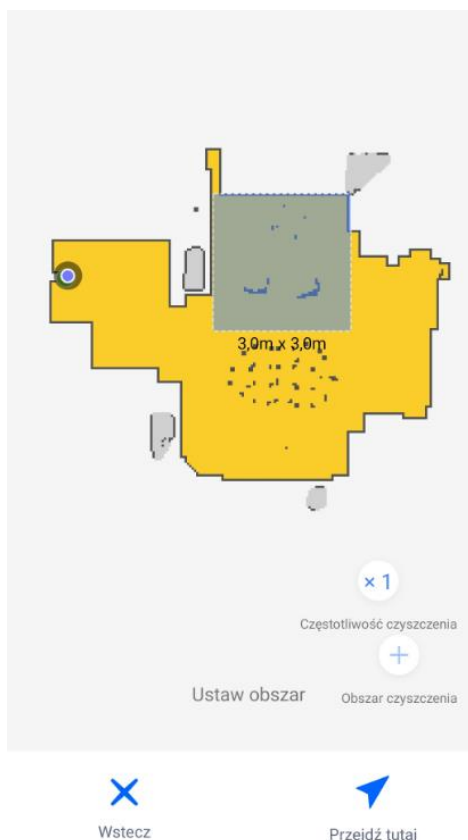 3,0m x 3,0m
× 1
Częstotliwość czyszczenia
Ustaw obszar
Obszar czyszczenia
Wstecz
Przejdź tutaj